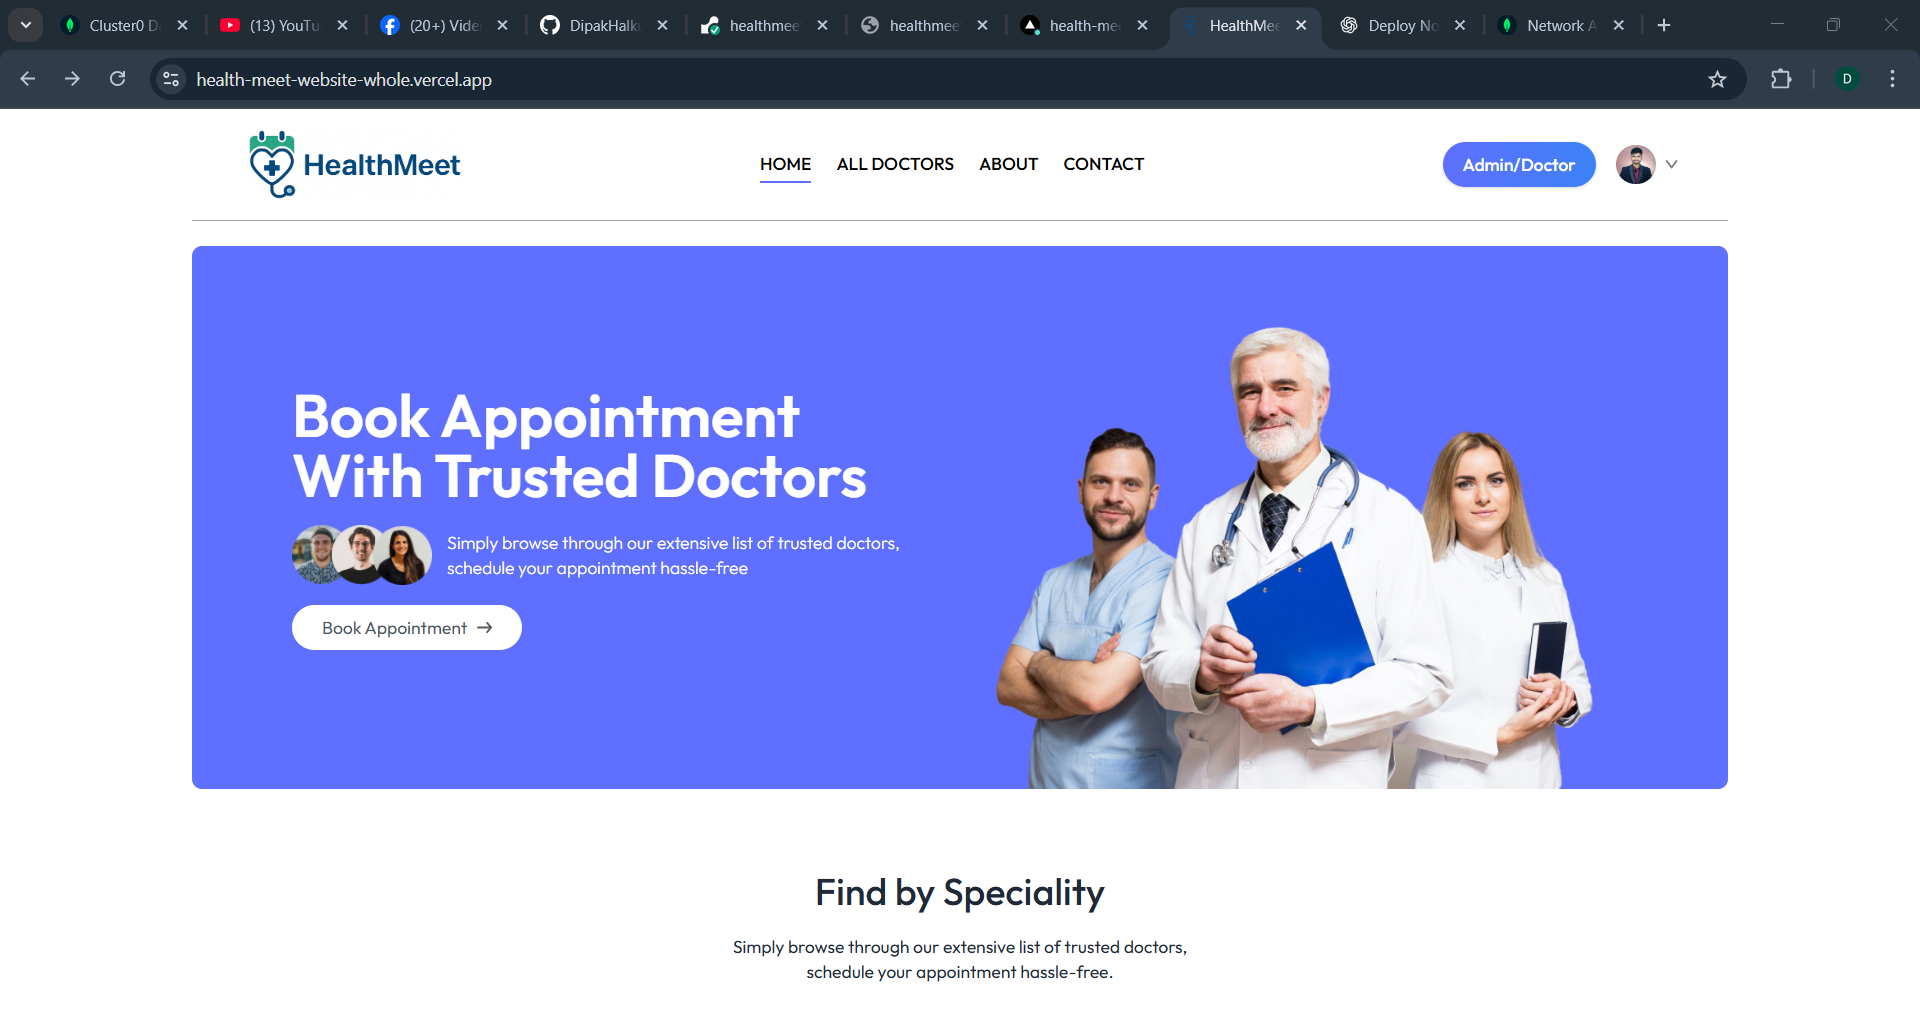 Cluster0 D
(13) YouTu
(20+) Vide
DipakHalk
healthmee
healthmee
health-me
HealthMee
Deploy No
Network A
health-meet-website-whole.vercel.app
D
HealthMeet
HOME
ALL DOCTORS
ABOUT
CONTACT
Admin/Doctor
Book Appointment
With Trusted Doctors
Simply browse through our extensive list of trusted doctors,
schedule your appointment hassle-free
Book Appointment →
Find by Speciality
Simply browse through our extensive list of trusted doctors,
schedule your appointment hassle-free.